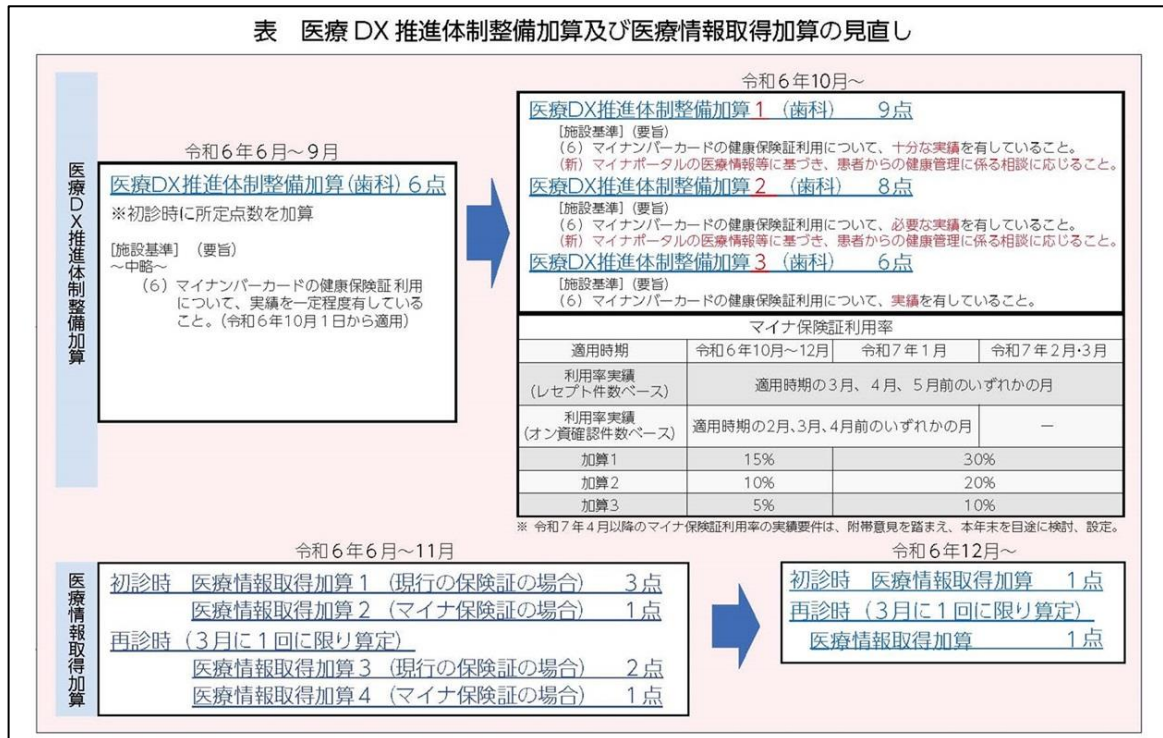 表　医療DX推進体制整備加算及び医療情報取得加算の見直し
医療DX推進体制整備加算
令和6年6月～9月
医療DX推進体制整備加算(歯科) 6点
※初診時に所定点数を加算
[施設基準]（要旨）
～中略～
（6）マイナンバーカードの健康保険証利用
について、実績を一定程度有している
こと。(令和6年10月1日から適用)
令和6年10月～
医療DX推進体制整備加算1（歯科）　9点
[施設基準]（要旨）
（6）マイナンバーカードの健康保険証利用について、十分な実績を有していること。
（新）マイナポータルの医療情報等に基づき、患者からの健康管理に係る相談に応じること。
医療DX推進体制整備加算2（歯科）　8点
[施設基準]（要旨）
（6）マイナンバーカードの健康保険証利用について、必要な実績を有していること。
（新）マイナポータルの医療情報等に基づき、患者からの健康管理に係る相談に応じること。
医療DX推進体制整備加算3（歯科）　6点
[施設基準]（要旨）
（6）マイナンバーカードの健康保険証利用について、実績を有していること。
マイナ保険証利用率
適用時期　令和6年10月～12月　令和7年1月　令和7年2月・3月
利用率実績
（レセプト件数ベース）　適用時期の3月、4月、5月前のいずれかの月
利用率実績
（オン資確認件数ベース）　適用時期の2月、3月、4月前のいずれかの月　－
加算1　15%　30%
加算2　10%　20%
加算3　5%　10%
※ 令和7年4月以降のマイナ保険証利用率の実績要件は、附帯意見を踏まえ、本年末を目途に検討、設定。
医療情報取得加算
令和6年6月～11月
初診時　医療情報取得加算1（現行の保険証の場合）　3点
医療情報取得加算2（マイナ保険証の場合）　1点
再診時（3月に1回に限り算定）
医療情報取得加算3（現行の保険証の場合）　2点
医療情報取得加算4（マイナ保険証の場合）　1点
令和6年12月～
初診時　医療情報取得加算　1点
再診時（3月に1回に限り算定）
医療情報取得加算　1点